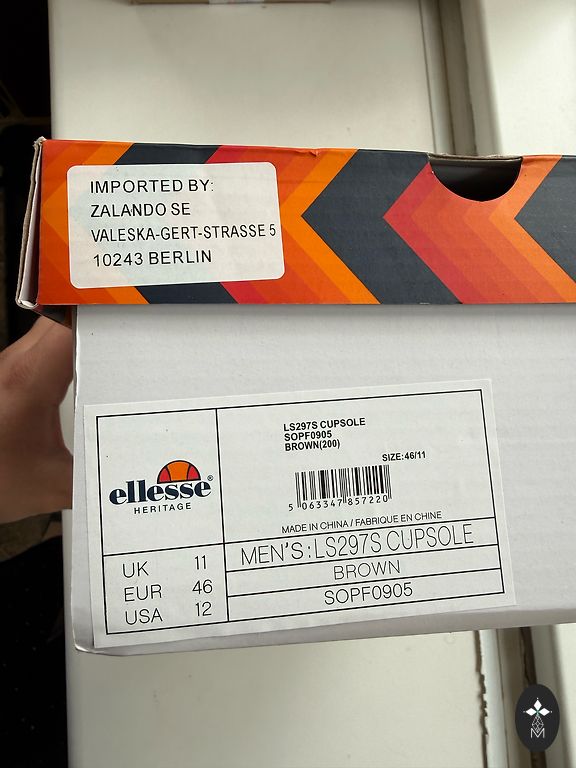 IMPORTED BY:
ZALANDO SE
VALESKA-GERT-STRASSE 5
10243 BERLIN
LS297S CUPSOLE
SOPF0905
BROWN(200)
SIZE:46/11
ellesse®
HERITAGE
5 063347 857220
MADE IN CHINA / FABRIQUE EN CHINE
UK 11
EUR 46
USA 12
MEN'S:LS297S CUPSOLE
BROWN
SOPF0905
M